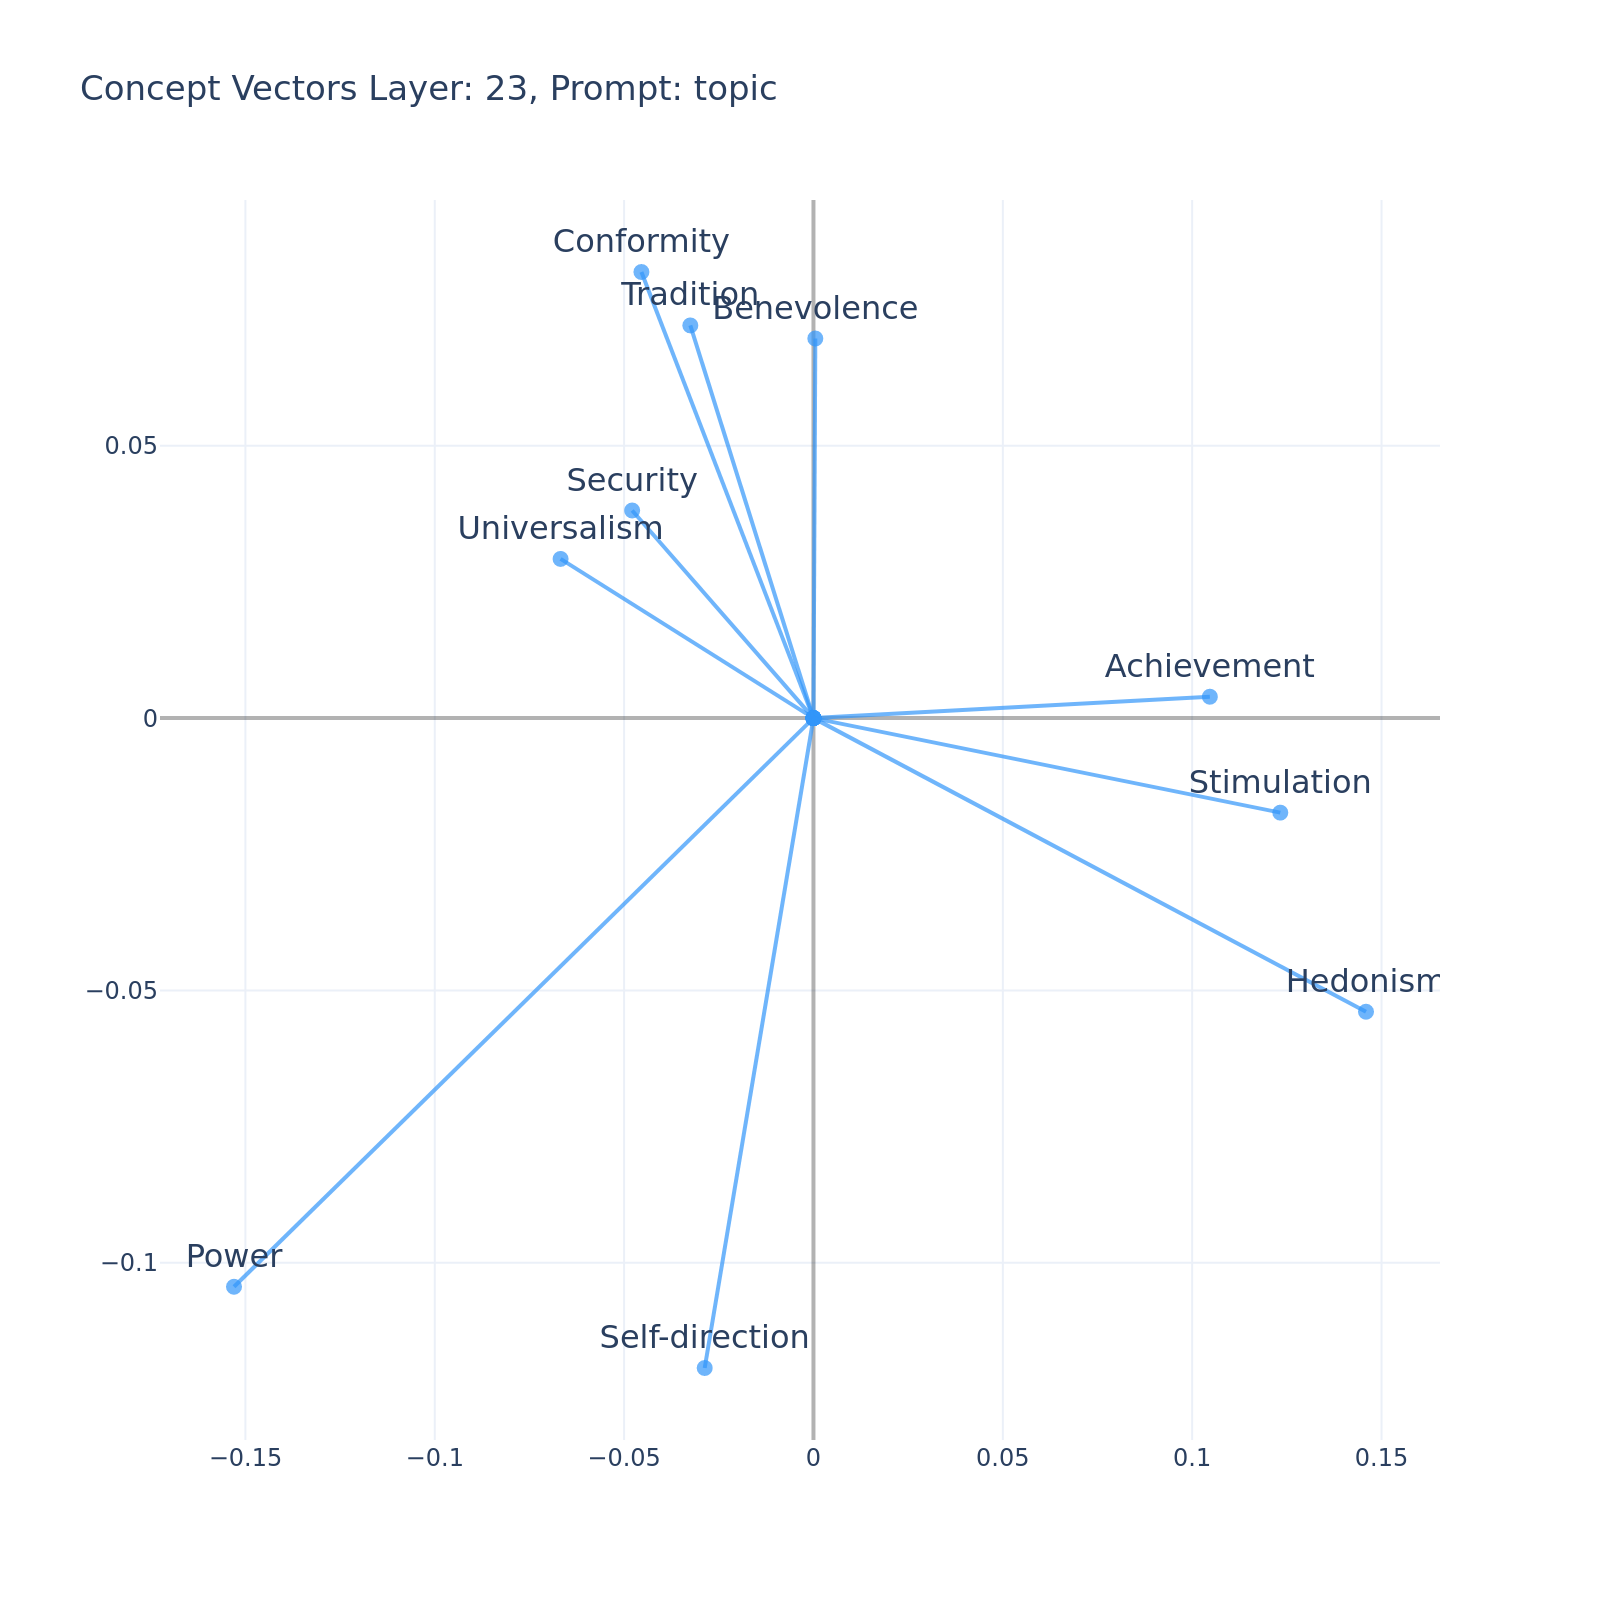 Concept Vectors Layer: 23, Prompt: topic
Conformity
Tradition
Benevolence
0.05
Security
Universalism
Achievement
0
Stimulation
Hedonism
−0.05
Power
−0.1
Self-direction
−0.15
−0.1
−0.05
0
0.05
0.1
0.15